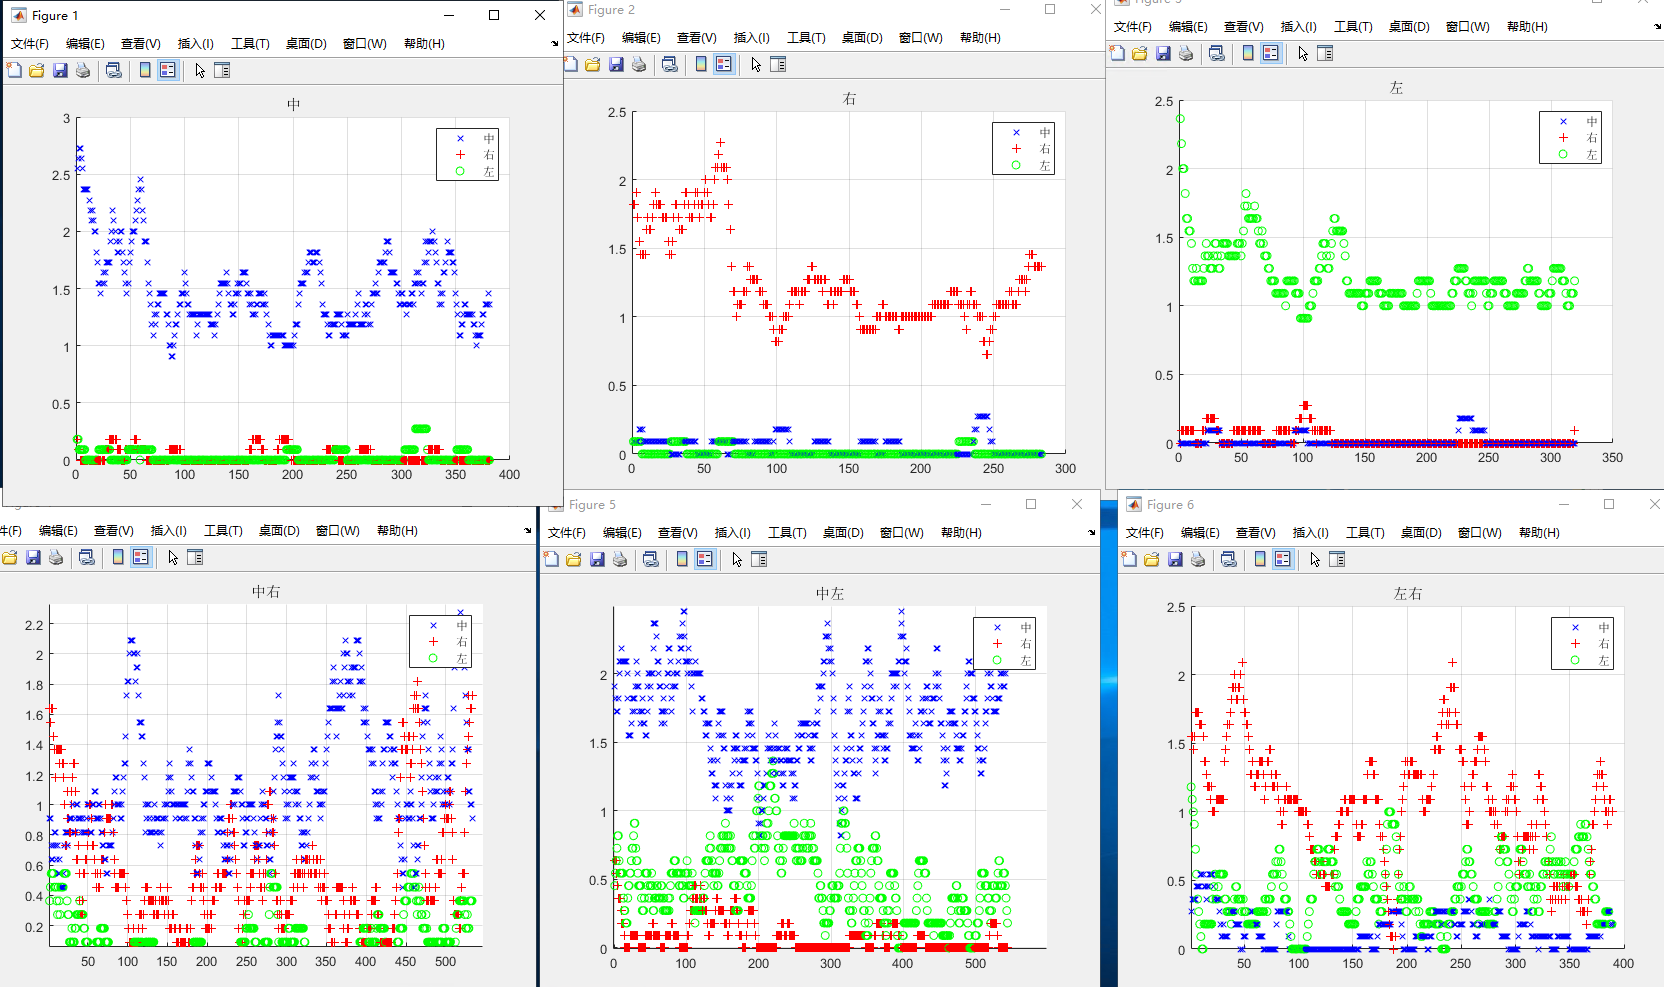 Figure 1
文件(F) 编辑(E) 查看(V) 插入(I) 工具(T) 桌面(D) 窗口(W) 帮助(H)
中
3
2.5
2
1.5
1
0.5
0
0 50 100 150 200 250 300 350 400
中
右
左
Figure 2
文件(F) 编辑(E) 查看(V) 插入(I) 工具(T) 桌面(D) 窗口(W) 帮助(H)
右
2.5
2
1.5
1
0.5
0
0 50 100 150 200 250 300
中
右
左
文件(F) 编辑(E) 查看(V) 插入(I) 工具(T) 桌面(D) 窗口(W) 帮助(H)
左
2.5
2
1.5
1
0.5
0
0 50 100 150 200 250 300 350
中
右
左
件(F) 编辑(E) 查看(V) 插入(I) 工具(T) 桌面(D) 窗口(W) 帮助(H)
中右
2.2
2
1.8
1.6
1.4
1.2
1
0.8
0.6
0.4
0.2
50 100 150 200 250 300 350 400 450 500
中
右
左
Figure 5
文件(F) 编辑(E) 查看(V) 插入(I) 工具(T) 桌面(D) 窗口(W) 帮助(H)
中左
2
1.5
1
0.5
0
0 100 200 300 400 500
中
右
左
Figure 6
文件(F) 编辑(E) 查看(V) 插入(I) 工具(T) 桌面(D) 窗口(W) 帮助(H)
左右
2.5
2
1.5
1
0.5
0
50 100 150 200 250 300 350 400
中
右
左